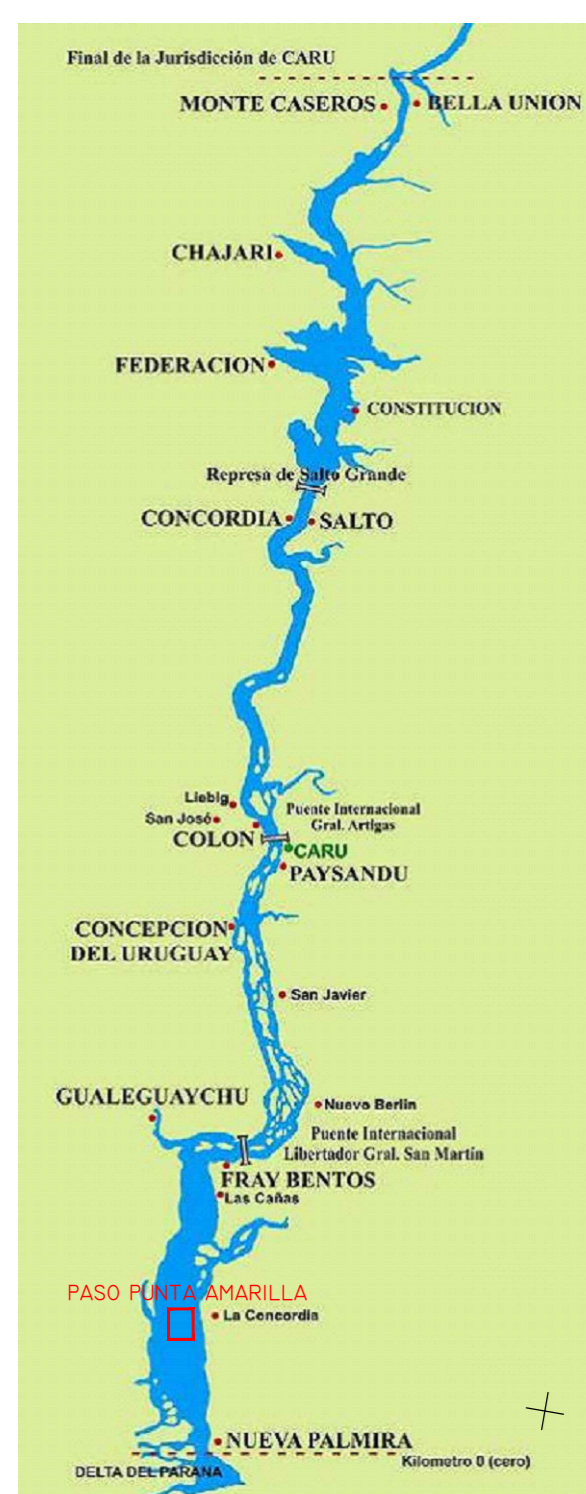 Final de la Jurisdicción de CARU
MONTE CASEROS
BELLA UNION
CHAJARI
FEDERACION
CONSTITUCION
Represa de Salto Grande
CONCORDIA
SALTO
Liebig
San José
Puente Internacional
Gral. Artigas
COLON
CARU
PAYSANDU
CONCEPCION
DEL URUGUAY
San Javier
GUALEGUAYCHU
Nuevo Berlin
Puente Internacional
Libertador Gral. San Martín
FRAY BENTOS
Las Cañas
PASO PUNTA AMARILLA
La Concordia
NUEVA PALMIRA
Kilometro 0 (cero)
DELTA DEL PARANA